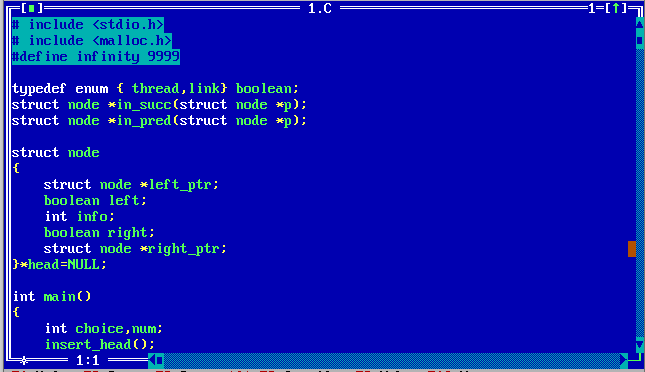 1.C 1
# include <stdio.h>
# include <malloc.h>
#define infinity 9999
typedef enum { thread,link} boolean;
struct node *in_succ(struct node *p);
struct node *in_pred(struct node *p);
struct node
{
struct node *left_ptr;
boolean left;
int info;
boolean right;
struct node *right_ptr;
}*head=NULL;
int main()
{
int choice,num;
insert_head();
1:1